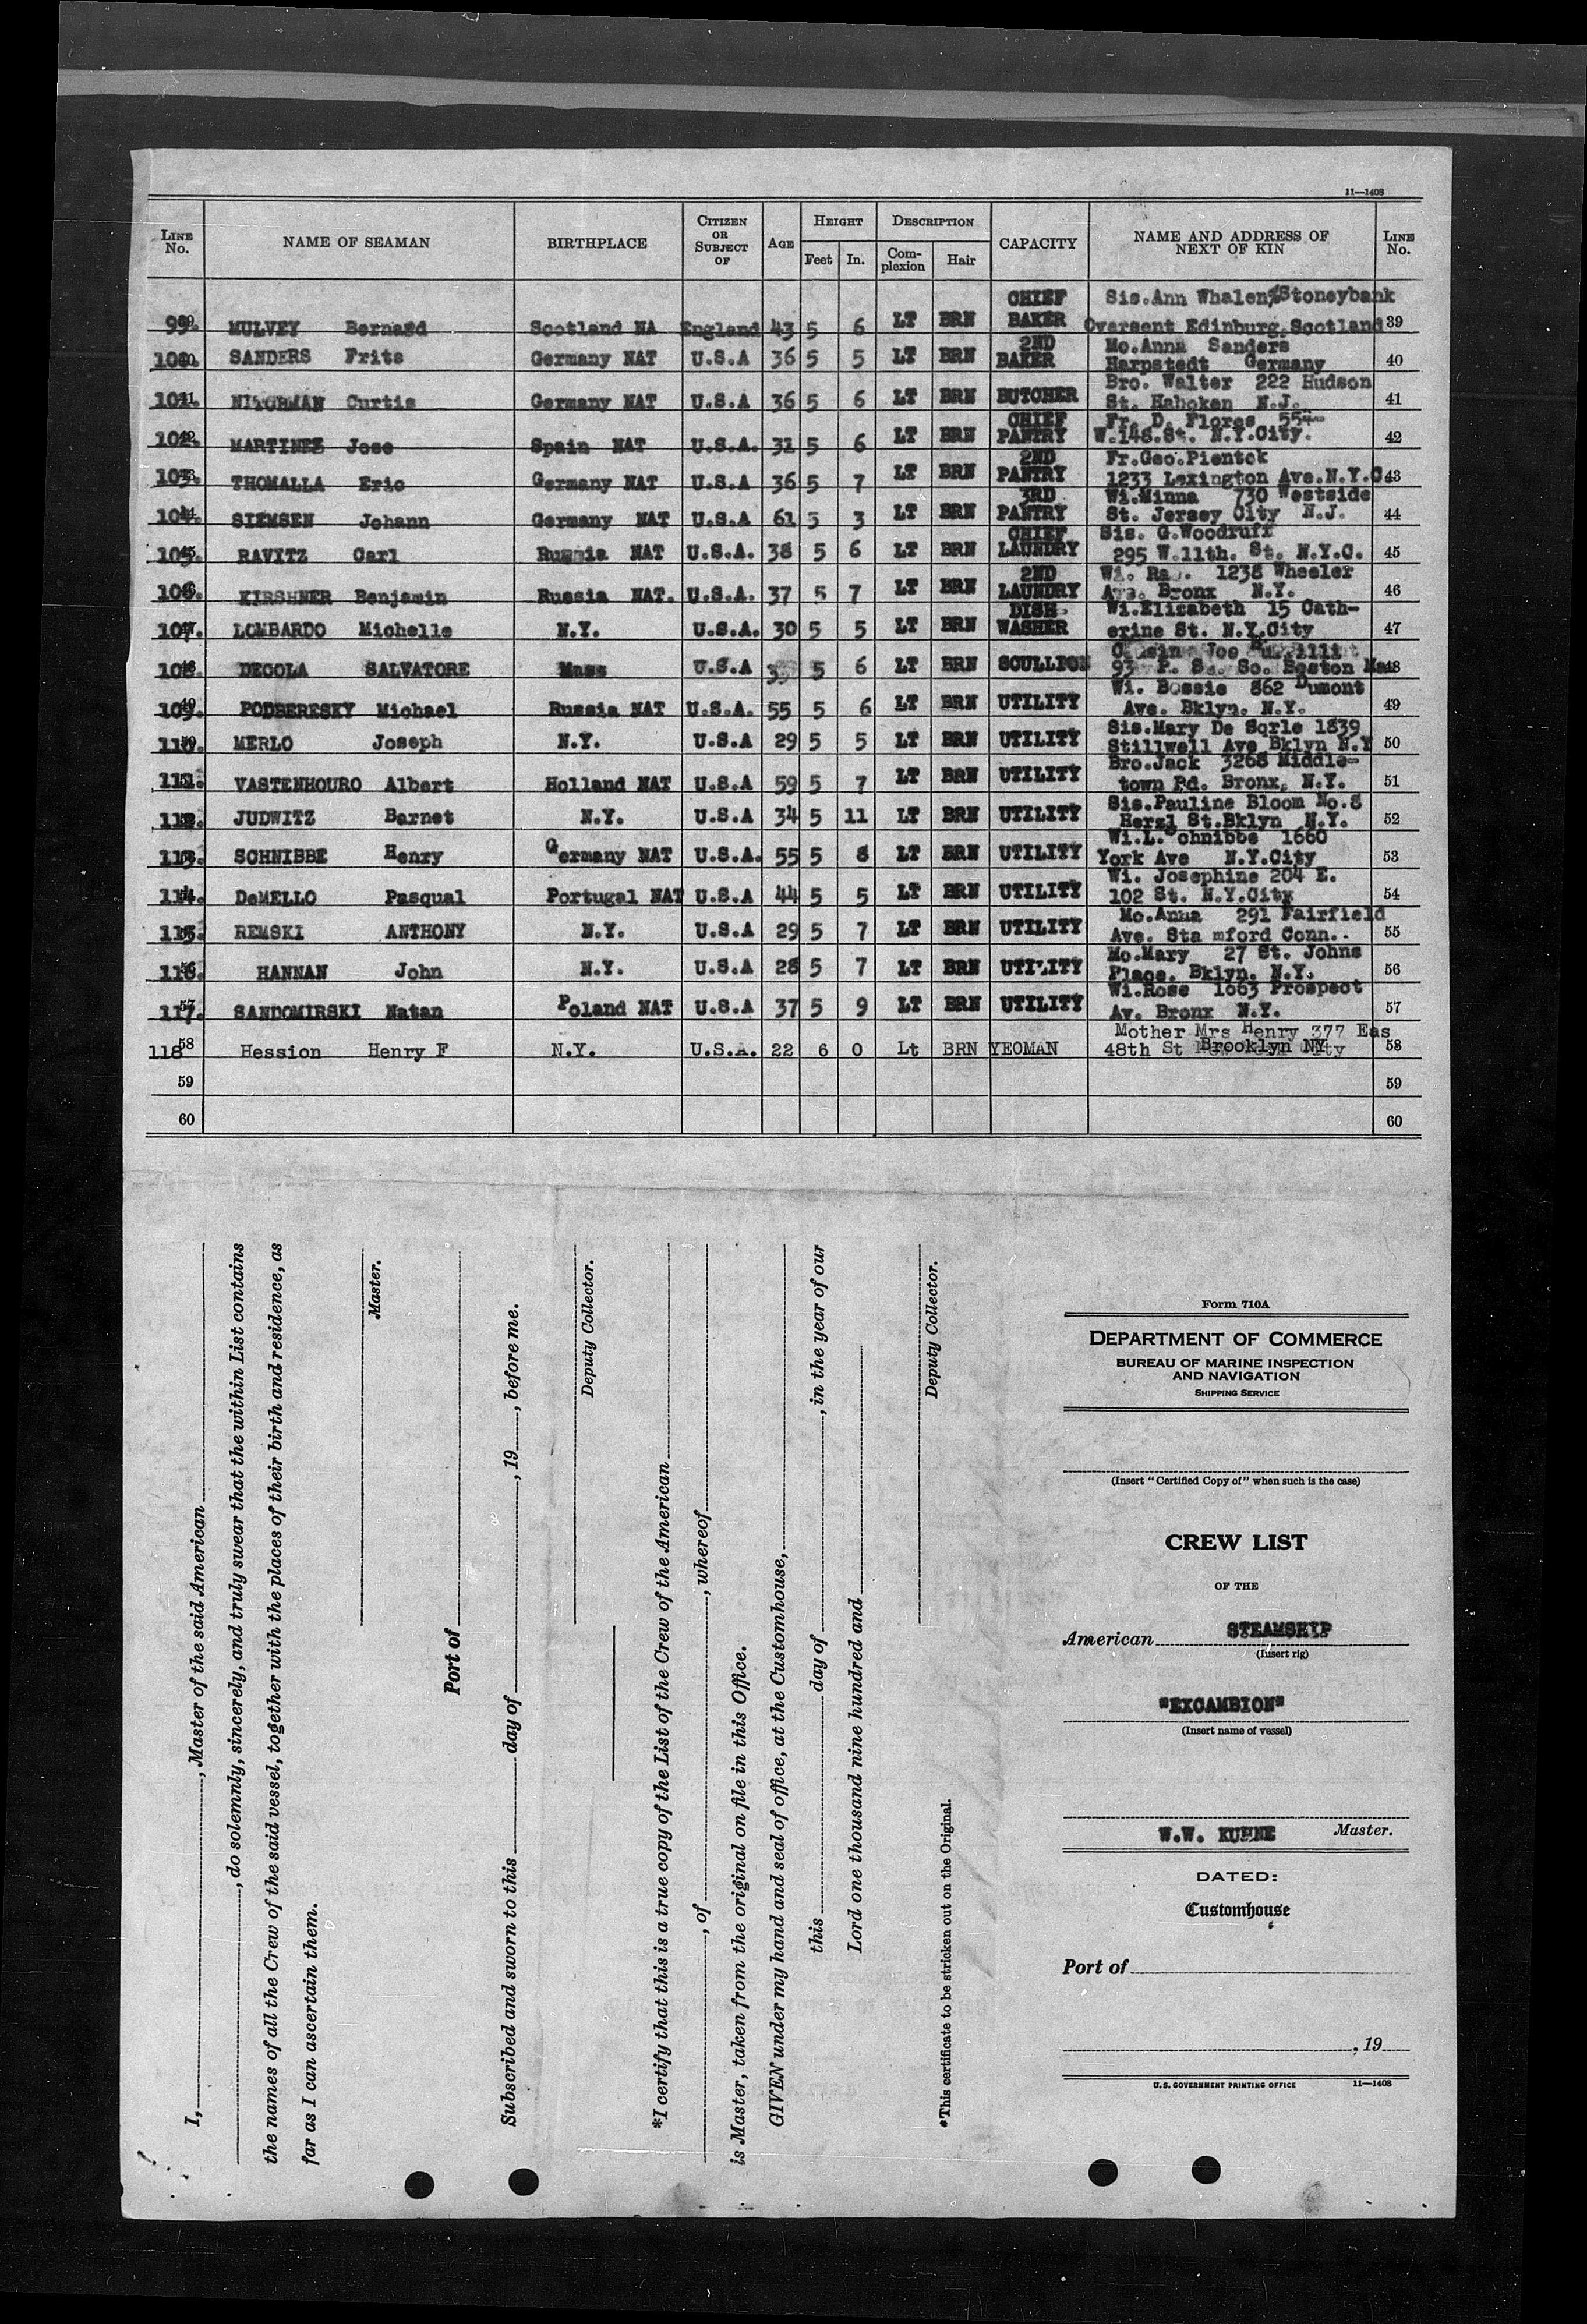 11—1408
LINE No. NAME OF SEAMAN BIRTHPLACE CITIZEN OR SUBJECT OF AGE HEIGHT Feet In. DESCRIPTION Complexion Hair CAPACITY NAME AND ADDRESS OF NEXT OF KIN LINE No.
99. MULVEY Bernard Scotland NA England 43 5 6 LT BRN CHIEF BAKER Sis.Ann Whalen Stoneybank Oversent Edinburg.Scotland 39
100. SANDERS Frits Germany NAT U.S.A 36 5 5 LT BRN 2ND BAKER Mo.Anna Sanders Harpstedt Germany 40
101. Curtis Germany NAT U.S.A 36 5 6 LT BRN BUTCHER Bro. Walter 222 Hudson St. Haboken N.J. 41
102. MARTINEZ Jose Spain NAT U.S.A. 31 5 6 LT BRN CHIEF PANTRY Fr. D. Flores 554 W.148.St. N.Y.City. 42
103. THOMALLA Eric Germany NAT U.S.A 36 5 7 LT BRN 2ND PANTRY Fr.Geo.Pientok 1233 Lexington Ave.N.Y.C 43
104. SIEMSEN Johann Germany NAT U.S.A 61 5 3 LT BRN 3RD PANTRY Wi.Minna 730 Westside St. Jersey City N.J. 44
105. RAVITZ Carl Russia NAT U.S.A. 38 5 6 LT BRN CHIEF LAUNDRY Sis. G.Woodruff 295 W.11th. St. N.Y.C. 45
106. KIRSHNER Benjamin Russia NAT. U.S.A. 37 5 7 LT BRN 2ND LAUNDRY Wi. 1238 Wheeler Ave. Bronx N.Y. 46
107. LOMBARDO Michelle N.Y. U.S.A. 30 5 5 LT BRN DISH WASHER Wi.Elizabeth 15 Catherine St. N.Y.City 47
108. DEGOLA SALVATORE Mass U.S.A 5 6 LT BRN SCULLION Cousin Joe 93 P. So. Boston Mas 48
109. PODBERESKY Michael Russia NAT U.S.A. 55 5 6 LT BRN UTILITY Wi. Bossie 862 Dumont Ave. Bklyn. N.Y. 49
110. MERLO Joseph N.Y. U.S.A 29 5 5 LT BRN UTILITY Sis.Mary De Sorle 1839 Stillwell Ave Bklyn N.Y 50
111. VASTENHOURO Albert Holland NAT U.S.A 59 5 7 LT BRN UTILITY Bro.Jack 3268 Middletown Rd. Bronx, N.Y. 51
112. JUDWITZ Barnet N.Y. U.S.A 34 5 11 LT BRN UTILITY Sis.Pauline Bloom No.8 Herzl St.Bklyn N.Y. 52
113. SCHNIBBE Henry Germany NAT U.S.A. 55 5 8 LT BRN UTILITY Wi.L. Schnibbe 1660 York Ave N.Y.City 53
114. DeMELLO Pasqual Portugal NAT U.S.A 44 5 5 LT BRN UTILITY Wi. Josephine 204 E. 102 St. N.Y.City 54
115. REMSKI ANTHONY N.Y. U.S.A 29 5 7 LT BRN UTILITY Mo.Anna 291 Fairfield Ave. Sta mford Conn.. 55
116. HANNAN John N.Y. U.S.A 28 5 7 LT BRN UTILITY Mo.Mary 27 St. Johns Place. Bklyn. N.Y. 56
117. SANDOMIRSKI Natan Poland NAT U.S.A 37 5 9 LT BRN UTILITY Wi.Rose 1663 Prospect Av. Bronx N.Y. 57
118 58 Hession Henry F N.Y. U.S.A. 22 6 0 Lt BRN YEOMAN Mother Mrs Henry 377 Eas 48th St Brooklyn NY 58
59 59
60 60
I, , Master of the said American
, do solemnly, sincerely, and truly swear that the within List contains
the names of all the Crew of the said vessel, together with the places of their birth and residence, as
far as I can ascertain them.
Master.
Port of
Subscribed and sworn to this day of , 19 , before me.
Deputy Collector.
*I certify that this is a true copy of the List of the Crew of the American
, of , whereof
is Master, taken from the original on file in this Office.
GIVEN under my hand and seal of office, at the Customhouse,
this day of , in the year of our
Lord one thousand nine hundred and
Deputy Collector.
*This certificate to be stricken out on the Original.
Form 710A
DEPARTMENT OF COMMERCE
BUREAU OF MARINE INSPECTION
AND NAVIGATION
SHIPPING SERVICE
(Insert "Certified Copy of" when such is the case)
CREW LIST
OF THE
American STEAMSHIP
(Insert rig)
"EXCAMBION"
(Insert name of vessel)
W.W. KUHNE Master.
DATED:
Customhouse
Port of
, 19
U.S. GOVERNMENT PRINTING OFFICE 11—1408